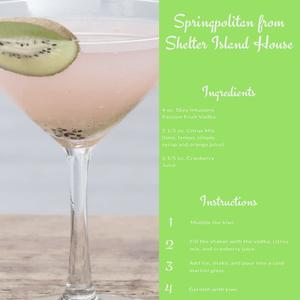 Springpolitan from
Shelter Island House
Ingredients
4 oz. Skyy Infusions
Passion Fruit Vodka
2 1/2 oz. Citrus Mix
(lime, lemon, simple
syrup and orange juice)
1/2 oz. Cranberry
Juice
Instructions
1 Muddle the kiwi.
2 Fill the shaker with the vodka, citrus
mix, and cranberry juice.
3 Add ice, shake, and pour into a cold
martini glass.
4 Garnish with kiwi.